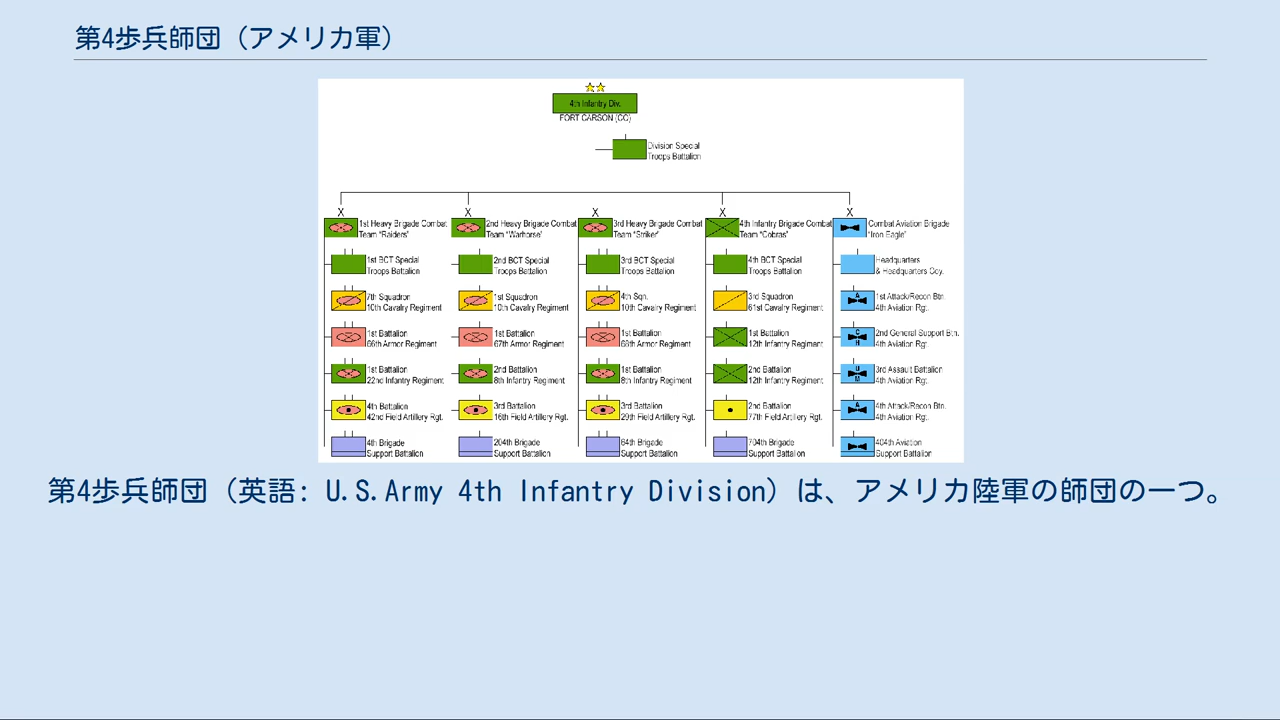 第4歩兵師団（アメリカ軍）
4th Infantry Div.
FORT CARSON (CO)
Division Special
Troops Battalion
X X X X X
1st Heavy Brigade Combat
Team "Raiders"
2nd Heavy Brigade Combat
Team "Warhorse"
3rd Heavy Brigade Combat
Team "Striker"
4th Infantry Brigade Combat
Team "Cobras"
Combat Aviation Brigade
"Iron Eagle"
1st BCT Special
Troops Battalion
2nd BCT Special
Troops Battalion
3rd BCT Special
Troops Battalion
4th BCT Special
Troops Battalion
Headquarters
& Headquarters Coy.
7th Squadron
10th Cavalry Regiment
1st Squadron
10th Cavalry Regiment
4th Sqn.
10th Cavalry Regiment
3rd Squadron
61st Cavalry Regiment
A
1st Attack/Recon Btn.
4th Aviation Rgt.
1st Battalion
66th Armor Regiment
1st Battalion
67th Armor Regiment
1st Battalion
68th Armor Regiment
1st Battalion
12th Infantry Regiment
C
H
2nd General Support Btn.
4th Aviation Rgt.
1st Battalion
22nd Infantry Regiment
2nd Battalion
8th Infantry Regiment
1st Battalion
8th Infantry Regiment
2nd Battalion
12th Infantry Regiment
U
M
3rd Assault Battalion
4th Aviation Rgt.
4th Battalion
42nd Field Artillery Rgt.
3rd Battalion
16th Field Artillery Rgt.
3rd Battalion
29th Field Artillery Rgt.
2nd Battalion
77th Field Artillery Rgt.
A
4th Attack/Recon Btn.
4th Aviation Rgt.
4th Brigade
Support Battalion
204th Brigade
Support Battalion
64th Brigade
Support Battalion
704th Brigade
Support Battalion
404th Aviation
Support Battalion
第4歩兵師団（英語: U.S.Army 4th Infantry Division）は、アメリカ陸軍の師団の一つ。